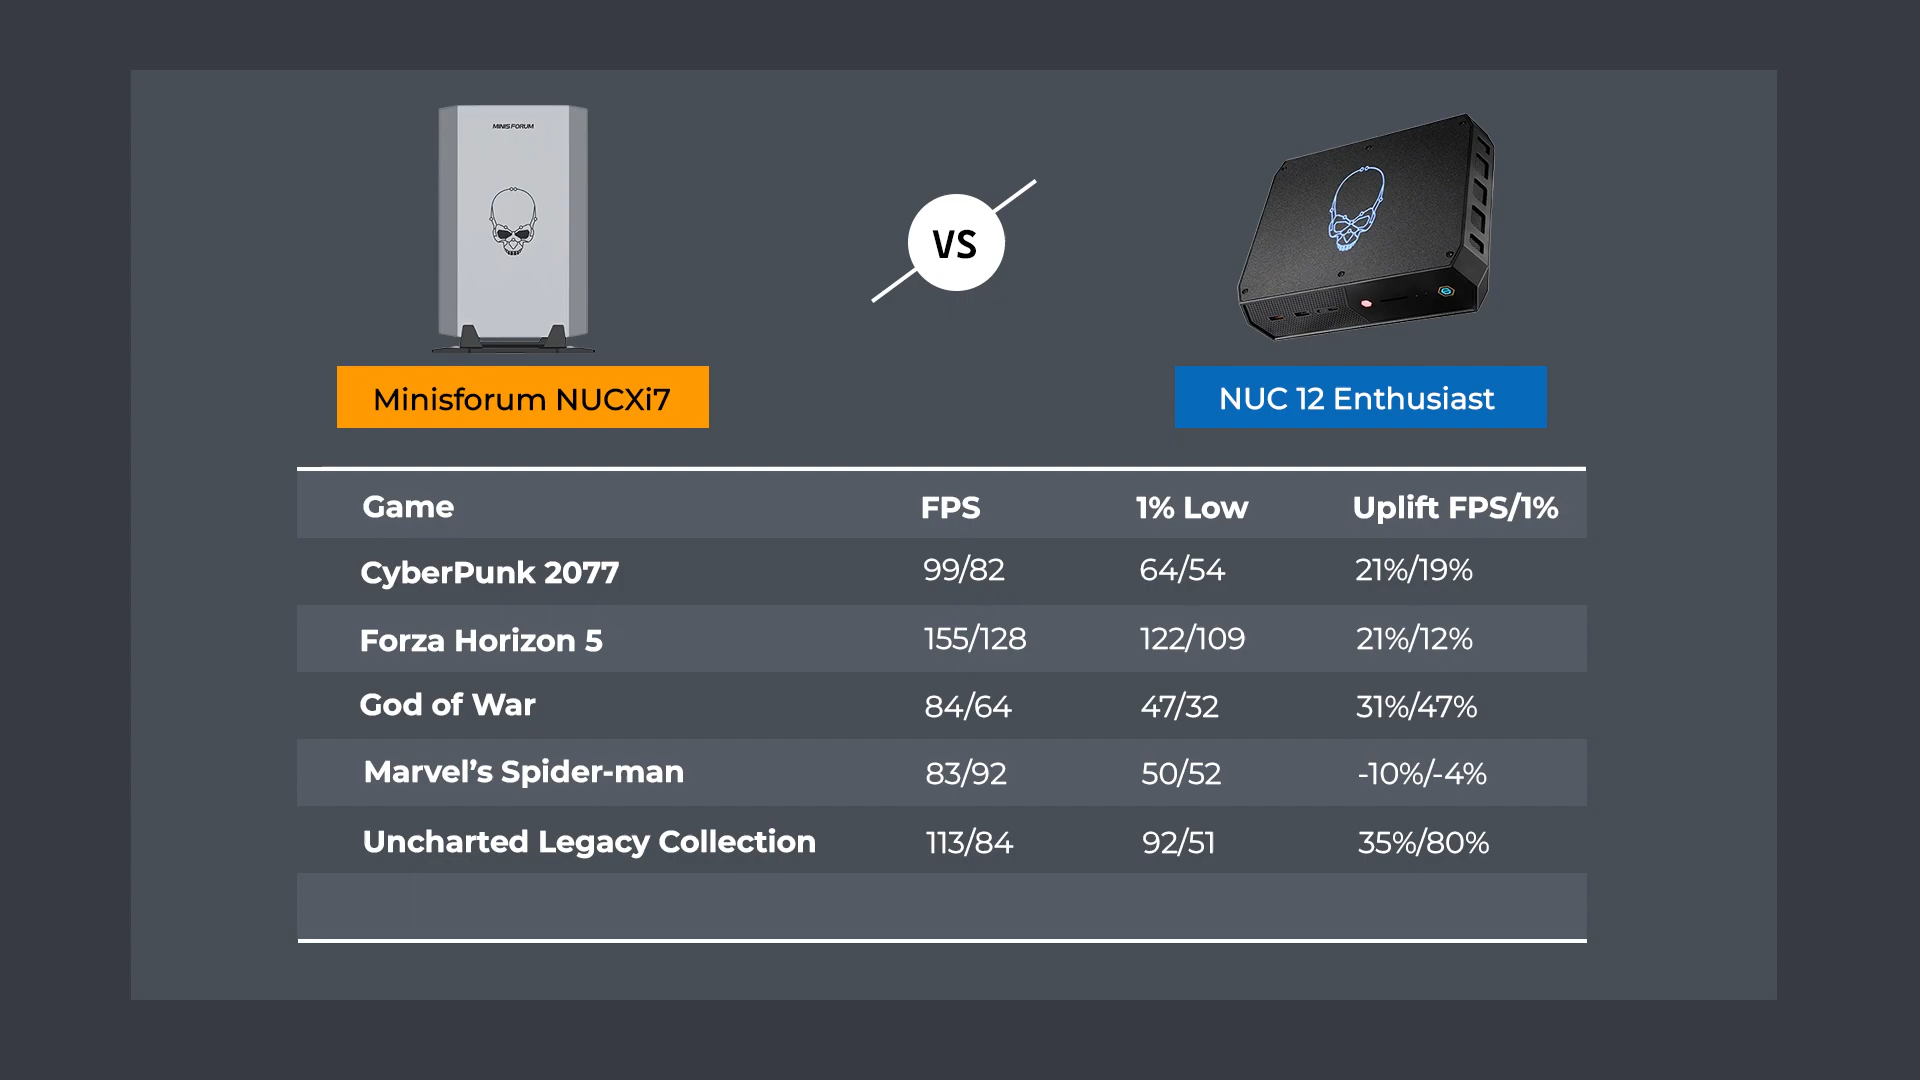 MINISFORUM
VS
Minisforum NUCXi7
NUC 12 Enthusiast
Game FPS 1% Low Uplift FPS/1%
CyberPunk 2077 99/82 64/54 21%/19%
Forza Horizon 5 155/128 122/109 21%/12%
God of War 84/64 47/32 31%/47%
Marvel’s Spider-man 83/92 50/52 -10%/-4%
Uncharted Legacy Collection 113/84 92/51 35%/80%